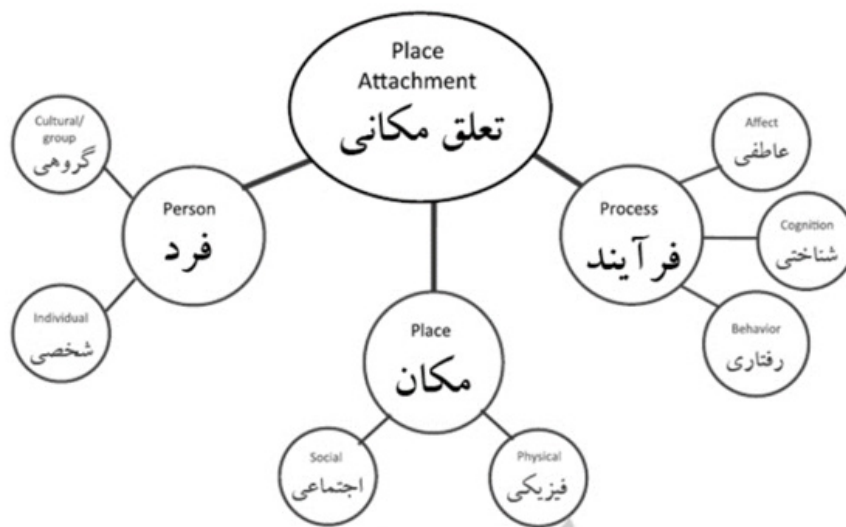 Place
Attachment
تعلق مکانی
Cultural/
group
گروهی
Person
فرد
Individual
شخصی
Place
مکان
Social
اجتماعی
Physical
فیزیکی
Process
فرآیند
Affect
عاطفی
Cognition
شناختی
Behavior
رفتاری